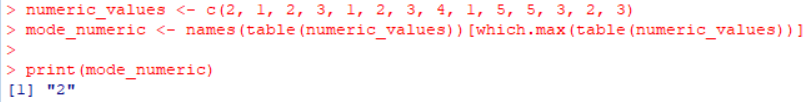 > numeric_values <- c(2, 1, 2, 3, 1, 2, 3, 4, 1, 5, 5, 3, 2, 3)
> mode_numeric <- names(table(numeric_values))[which.max(table(numeric_values))]
>
> print(mode_numeric)
[1] "2"